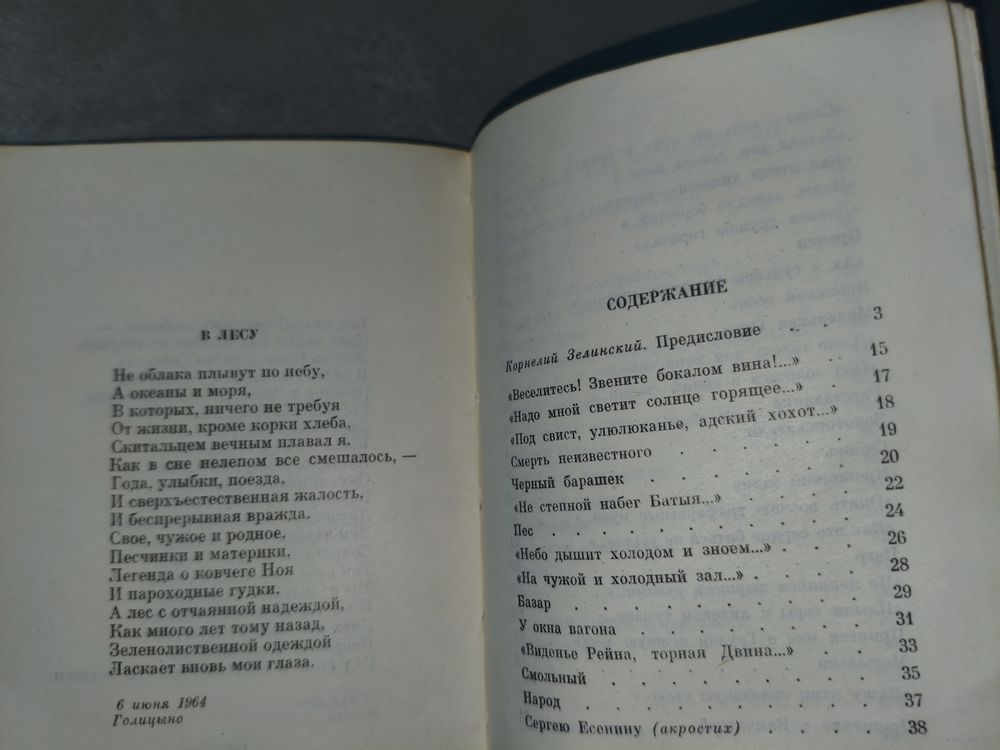 В ЛЕСУ
Не облака плывут по небу,
А океаны и моря,
В которых, ничего не требуя
От жизни, кроме корки хлеба,
Скитальцем вечным плавал я.
Как в сне нелепом все смешалось, —
Года, улыбки, поезда,
И сверхъестественная жалость,
И беспрерывная вражда.
Свое, чужое и родное,
Песчинки и материки.
Легенда о ковчеге Ноя
И пароходные гудки.
А лес с отчаянной надеждой,
Как много лет тому назад,
Зеленолиственной одеждой
Ласкает вновь мои глаза.
6 июня 1964
Голицыно
СОДЕРЖАНИЕ
Корнелий Зелинский. Предисловие . . . 3
«Веселитесь! Звените бокалом вина!...» . . 15
«Надо мной светит солнце горящее...» . . 17
«Под свист, улюлюканье, адский хохот...» 18
Смерть неизвестного . . . . . 19
Черный барашек . . . . . . 20
«Не степной набег Батыя...» . . . . 22
Пес . . . . . . . . . 24
«Небо дышит холодом и зноем...» . . . 26
«На чужой и холодный зал...» . . . . 28
Базар . . . . . . . . 29
У окна вагона . . . . . . 31
«Виденье Рейна, торная Двина...» . . . 33
Смольный . . . . . . . 35
Народ . . . . . . . . 37
Сергею Есенину (акростих) . . . . 38